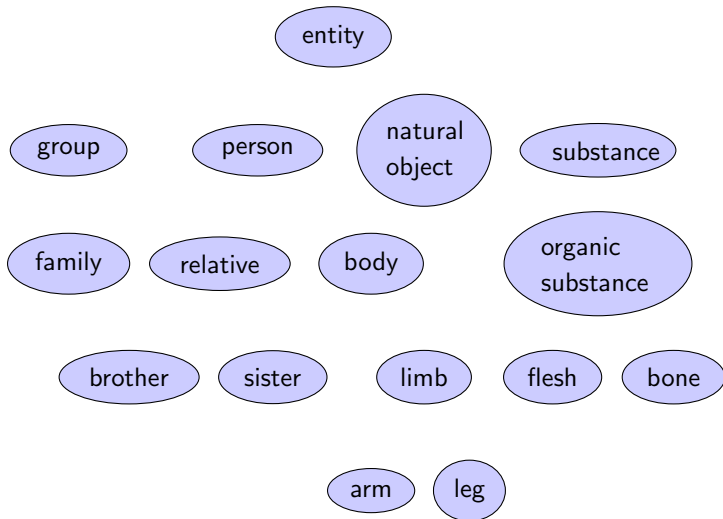 entity
group
person
natural
object
substance
family
relative
body
organic
substance
brother
sister
limb
flesh
bone
arm
leg